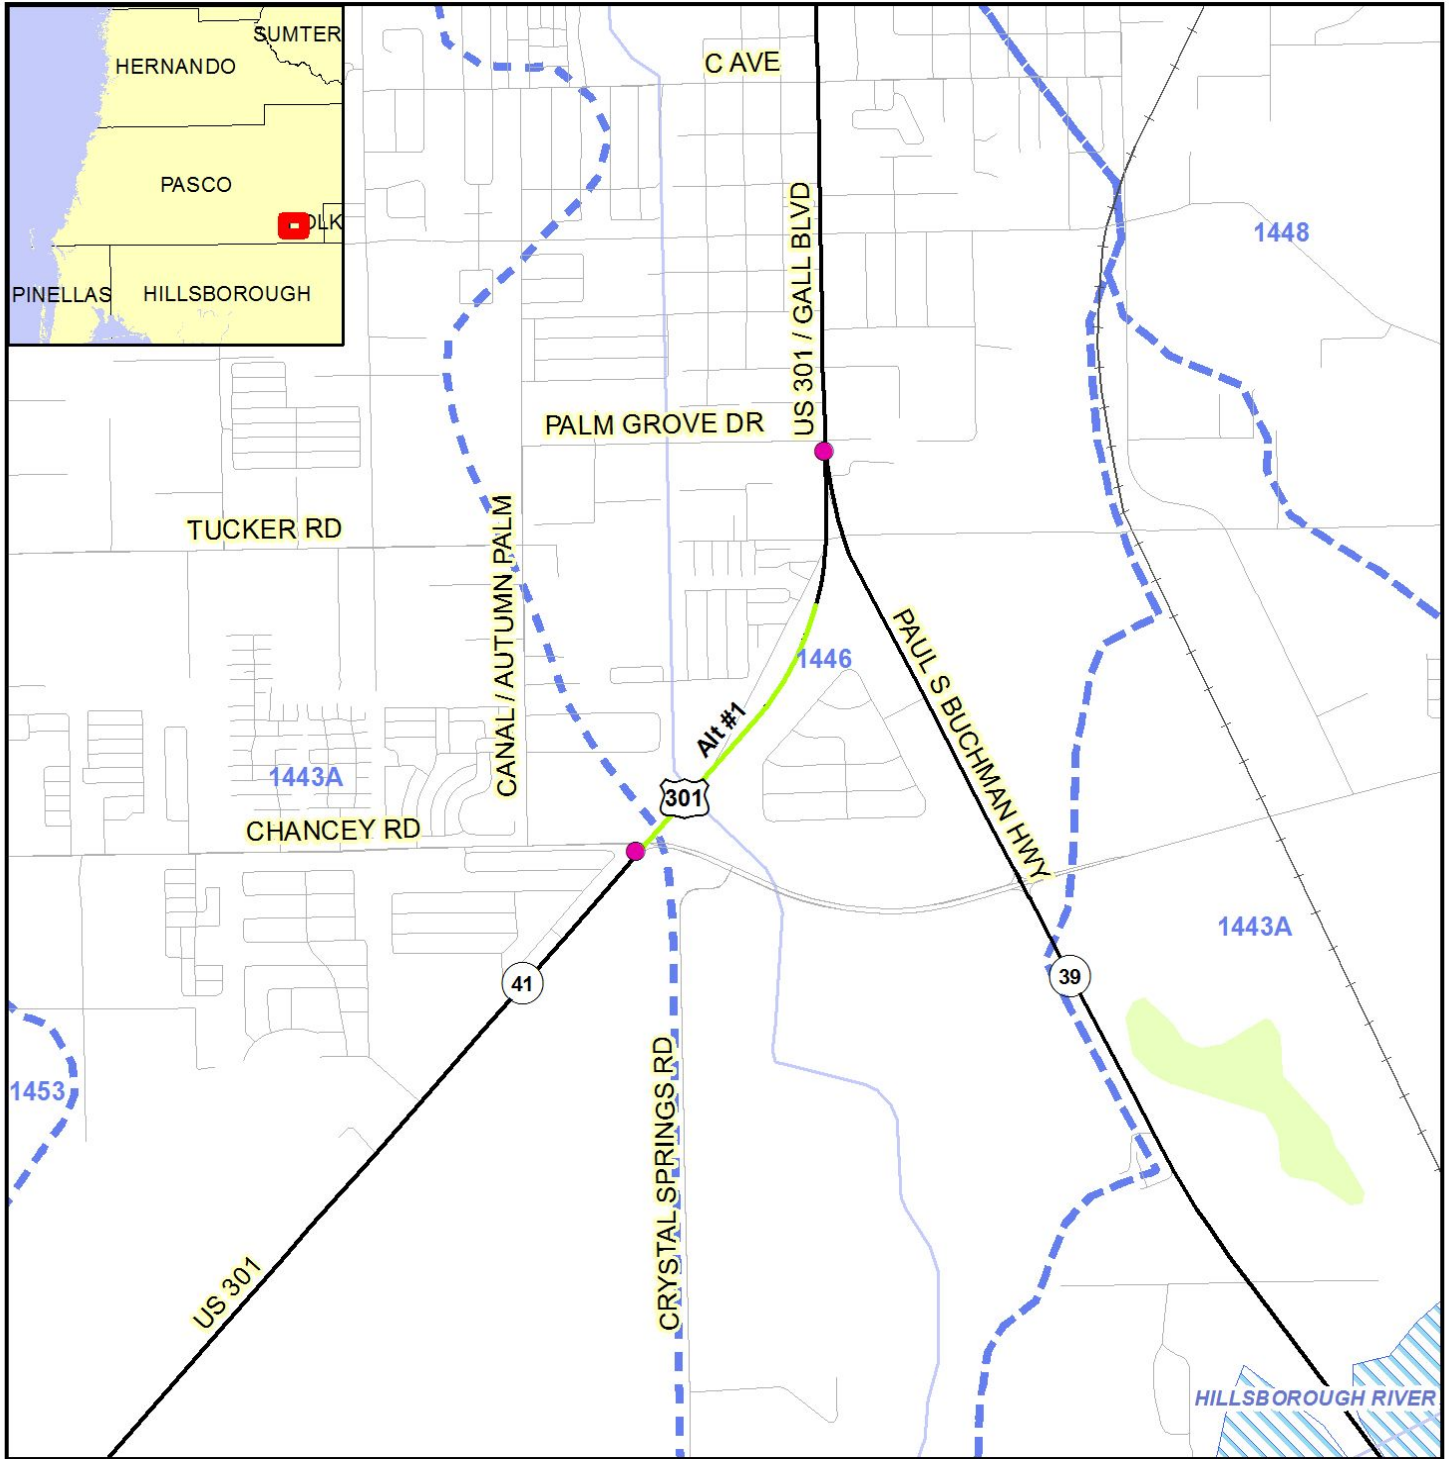 SUMTER
HERNANDO
C AVE
PASCO
OLK
PINELLAS
HILLSBOROUGH
US 301 / GALL BLVD
1448
PALM GROVE DR
TUCKER RD
CANAL / AUTUMN PALM
PAUL S BUCHMAN HWY
1446
Alt #1
1443A
301
CHANCEY RD
1443A
41
39
1453
CRYSTAL SPRINGS RD
US 301
HILLSBOROUGH RIVER